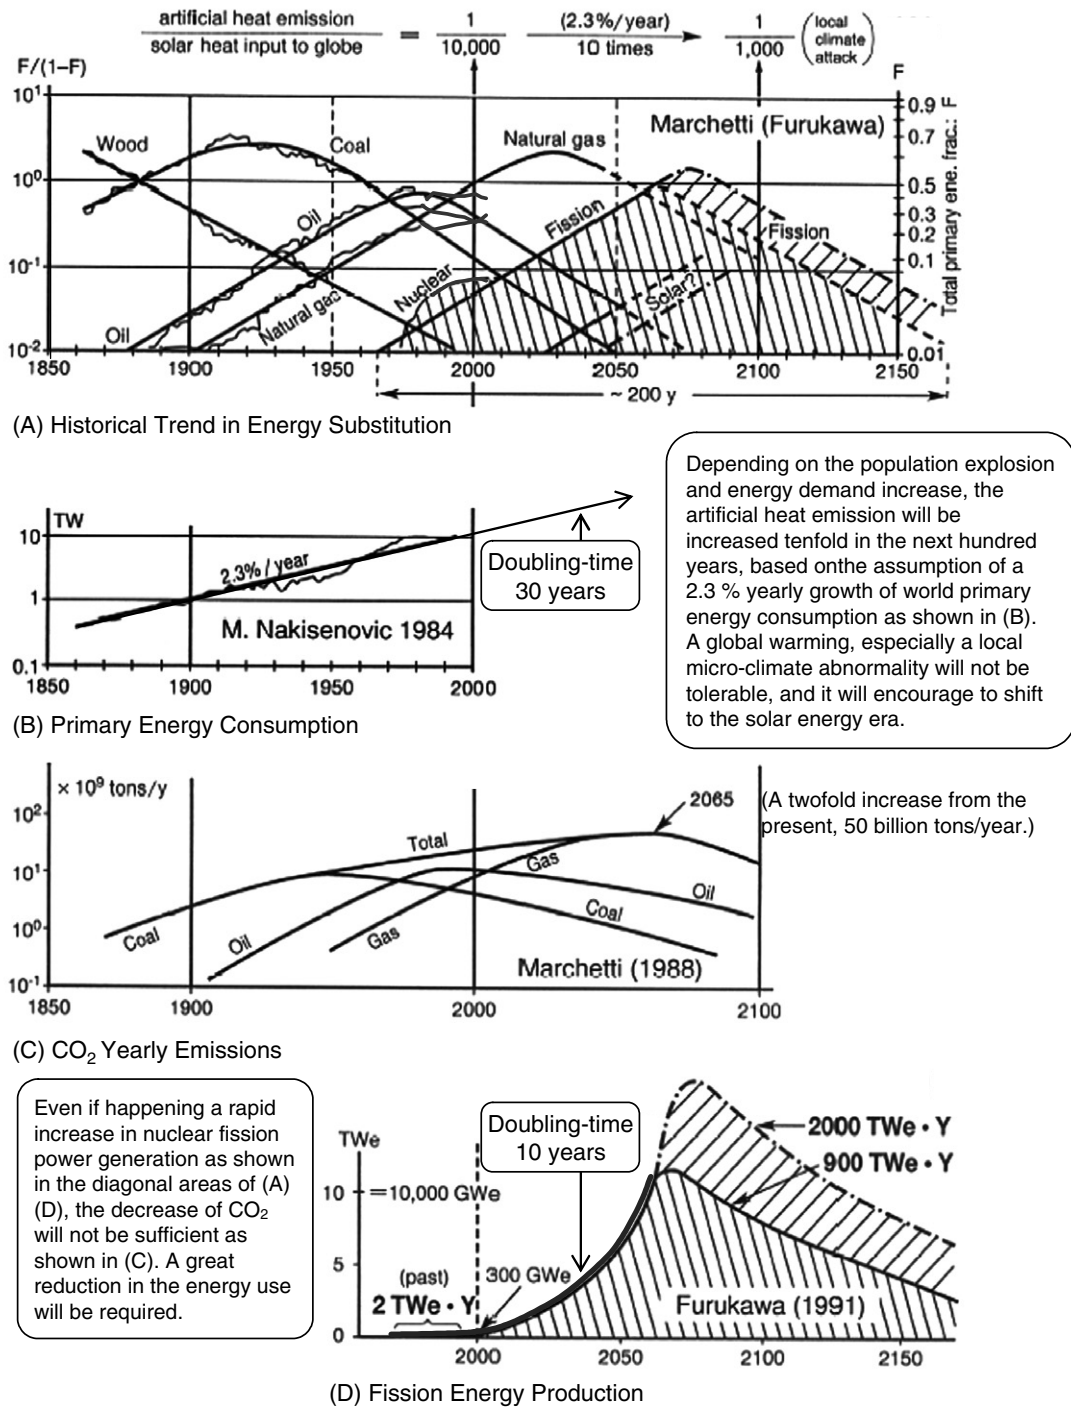 artificial heat emission
solar heat input to globe
=
1
10,000
(2.3%/year)
10 times
1
1,000
(local
climate
attack)
F/(1–F)
F
10¹
10⁰
10⁻¹
10⁻²
Wood
Coal
Natural gas
Marchetti (Furukawa)
Oil
Fission
Fission
Nuclear
Solar?
Oil
Natural gas
0.9
0.7
0.5
0.4
0.3
0.2
0.1
0.01
Total primary ene. frac.: F
1850 1900 1950 2000 2050 2100 2150
~ 200 y
(A) Historical Trend in Energy Substitution
TW
10
1
0.1
2.3% / year
M. Nakisenovic 1984
1850 1900 1950 2000
Doubling-time
30 years
(B) Primary Energy Consumption
Depending on the population explosion
and energy demand increase, the
artificial heat emission will be
increased tenfold in the next hundred
years, based onthe assumption of a
2.3 % yearly growth of world primary
energy consumption as shown in (B).
A global warming, especially a local
micro-climate abnormality will not be
tolerable, and it will encourage to shift
to the solar energy era.
× 10⁹ tons/y
10²
10¹
10⁰
10⁻¹
Total
2065
(A twofold increase from the
present, 50 billion tons/year.)
Gas
Oil
Coal
Coal
Oil
Gas
Marchetti (1988)
1850 1900 2000 2100
(C) CO₂ Yearly Emissions
Even if happening a rapid
increase in nuclear fission
power generation as shown
in the diagonal areas of (A)
(D), the decrease of CO₂
will not be sufficient as
shown in (C). A great
reduction in the energy use
will be required.
TWe
10
=10,000 GWe
5
0
Doubling-time
10 years
2000 TWe • Y
900 TWe • Y
(past)
2 TWe • Y
300 GWe
Furukawa (1991)
2000 2050 2100 2150
(D) Fission Energy Production